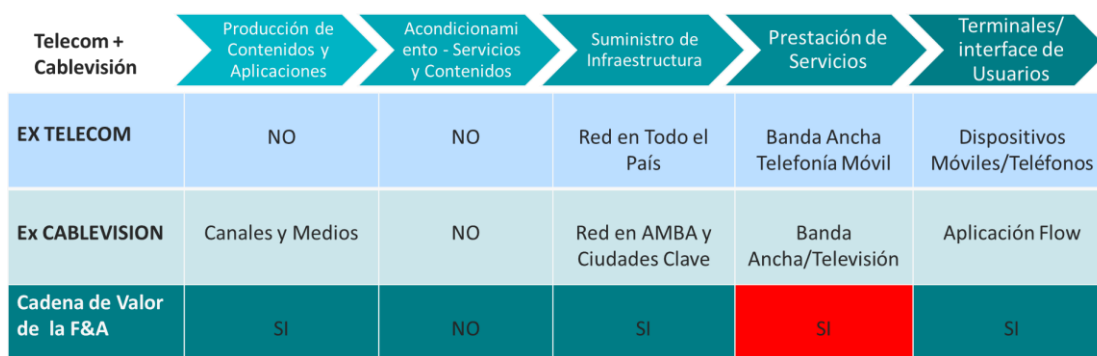 Telecom +
Cablevisión
Producción de
Contenidos y
Aplicaciones
Acondicionami
ento - Servicios
y Contenidos
Suministro de
Infraestructura
Prestación de
Servicios
Terminales/
interface de
Usuarios
EX TELECOM
NO
NO
Red en Todo el
País
Banda Ancha
Telefonía Móvil
Dispositivos
Móviles/Teléfonos
Ex CABLEVISION
Canales y Medios
NO
Red en AMBA y
Ciudades Clave
Banda
Ancha/Televisión
Aplicación Flow
Cadena de Valor
de la F&A
SI
NO
SI
SI
SI